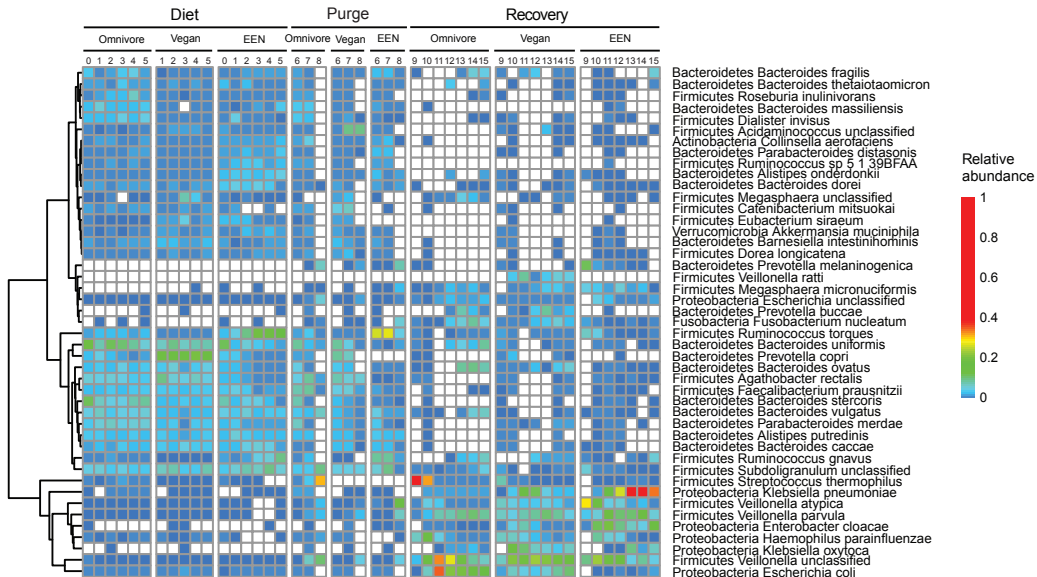 Diet Purge Recovery
Omnivore Vegan EEN Omnivore Vegan EEN Omnivore Vegan EEN
0 1 2 3 4 5 1 2 3 4 5 0 1 2 3 4 5 6 7 8 6 7 8 6 7 8 9 10 11 12 13 14 15 9 10 11 12 13 14 15 9 10 11 12 13 14 15
Bacteroidetes Bacteroides fragilis
Bacteroidetes Bacteroides thetaiotaomicron
Firmicutes Roseburia inulinivorans
Bacteroidetes Bacteroides massiliensis
Firmicutes Dialister invisus
Firmicutes Acidaminococcus unclassified
Actinobacteria Collinsella aerofaciens
Bacteroidetes Parabacteroides distasonis
Firmicutes Ruminococcus sp 5 1 39BFAA
Bacteroidetes Alistipes onderdonkii
Bacteroidetes Bacteroides dorei
Firmicutes Megasphaera unclassified
Firmicutes Catenibacterium mitsuokai
Firmicutes Eubacterium siraeum
Verrucomicrobia Akkermansia muciniphila
Bacteroidetes Barnesiella intestinihominis
Firmicutes Dorea longicatena
Bacteroidetes Prevotella melaninogenica
Firmicutes Veillonella ratti
Firmicutes Megasphaera micronuciformis
Proteobacteria Escherichia unclassified
Bacteroidetes Prevotella buccae
Fusobacteria Fusobacterium nucleatum
Firmicutes Ruminococcus torques
Bacteroidetes Bacteroides uniformis
Bacteroidetes Prevotella copri
Bacteroidetes Bacteroides ovatus
Firmicutes Agathobacter rectalis
Firmicutes Faecalibacterium prausnitzii
Bacteroidetes Bacteroides stercoris
Bacteroidetes Bacteroides vulgatus
Bacteroidetes Parabacteroides merdae
Bacteroidetes Alistipes putredinis
Bacteroidetes Bacteroides caccae
Firmicutes Ruminococcus gnavus
Firmicutes Subdoligranulum unclassified
Firmicutes Streptococcus thermophilus
Proteobacteria Klebsiella pneumoniae
Firmicutes Veillonella atypica
Firmicutes Veillonella parvula
Proteobacteria Enterobacter cloacae
Proteobacteria Haemophilus parainfluenzae
Proteobacteria Klebsiella oxytoca
Firmicutes Veillonella unclassified
Proteobacteria Escherichia coli
Relative
abundance
1
0.8
0.6
0.4
0.2
0